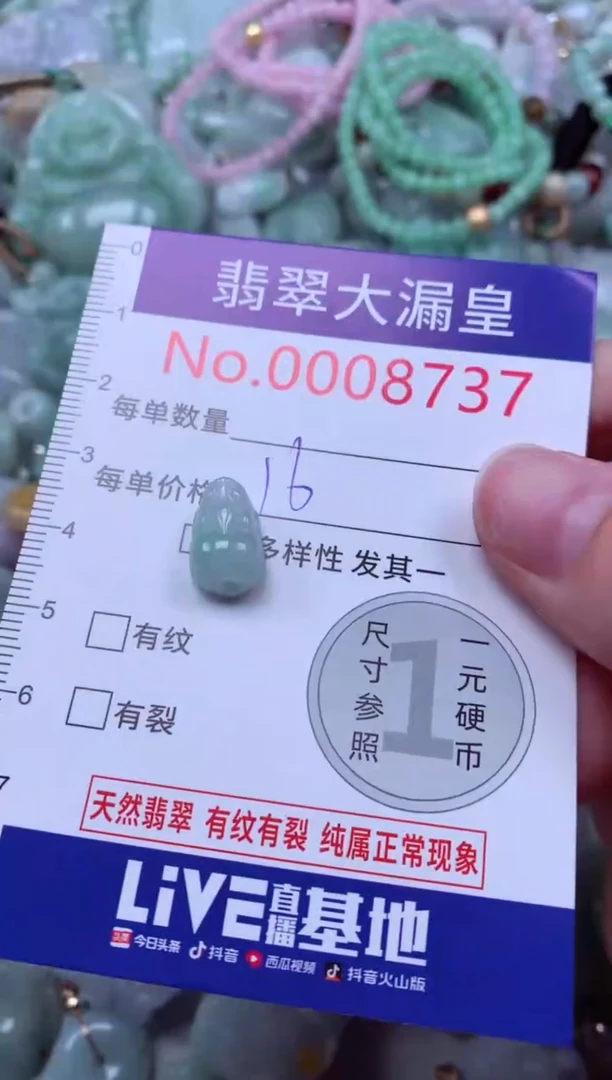 0
翡翠大漏皇
1
No.0008737
2
每单数量
3
每单价格 16
4
多样性 发其一
5
有纹
尺寸参照
1
一元硬币
6
有裂
7
天然翡翠 有纹有裂 纯属正常现象
LiVE直播基地
头条 今日头条 抖音 西瓜视频 抖音火山版